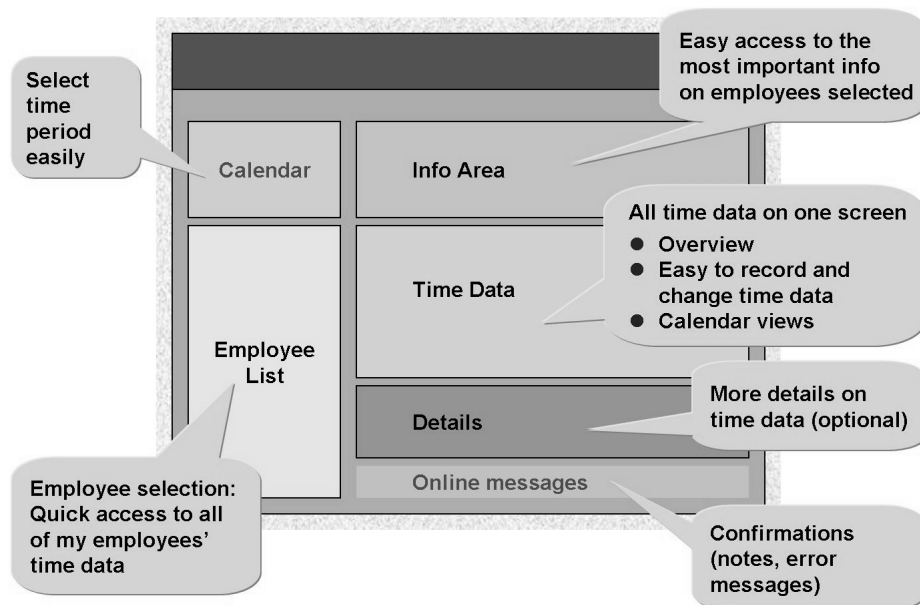 Select
time
period
easily
Easy access to the
most important info
on employees selected
Calendar
Info Area
All time data on one screen
● Overview
● Easy to record and
change time data
● Calendar views
Time Data
Employee
List
Details
More details on
time data (optional)
Online messages
Employee selection:
Quick access to all
of my employees’
time data
Confirmations
(notes, error
messages)